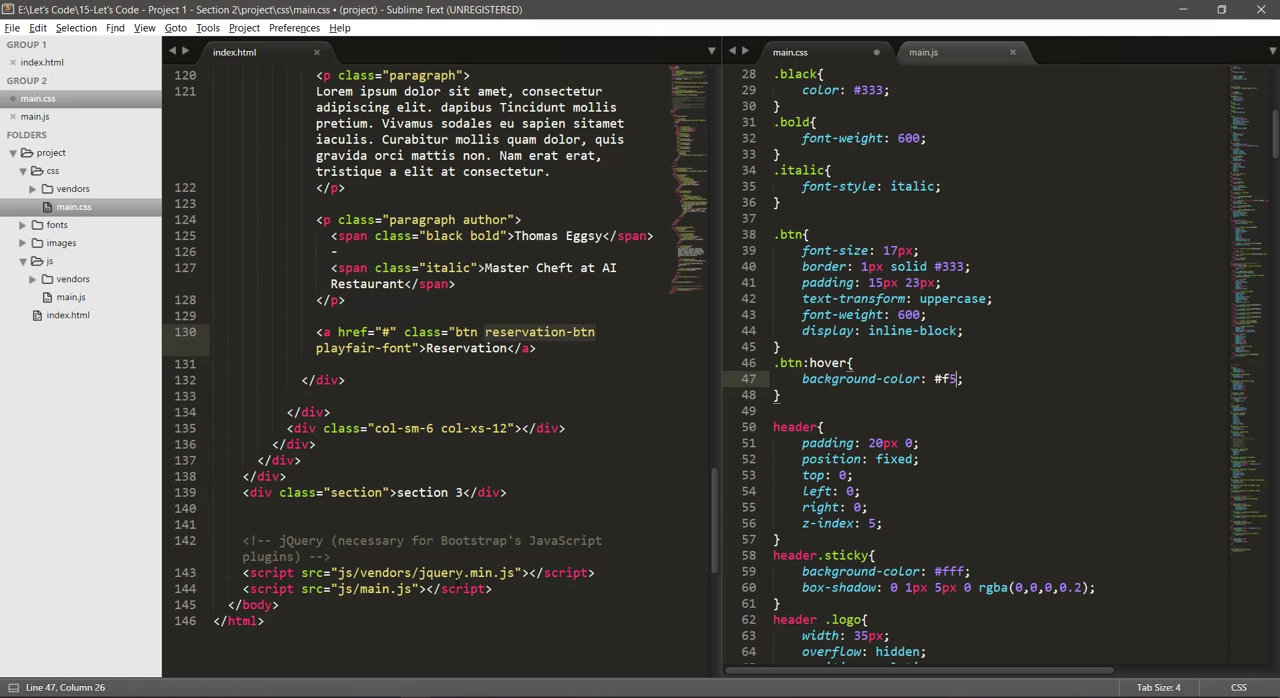 E:\Let's Code\15-Let's Code - Project 1 - Section 2\project\css\main.css • (project) - Sublime Text (UNREGISTERED)
File Edit Selection Find View Goto Tools Project Preferences Help
GROUP 1
index.html
GROUP 2
main.css
main.js
FOLDERS
project
css
vendors
main.css
fonts
images
js
vendors
main.js
index.html
index.html
120 <p class="paragraph">
121 Lorem ipsum dolor sit amet, consectetur
adipiscing elit. dapibus Tincidunt mollis
pretium. Vivamus sodales eu sapien sitamet
iaculis. Curabitur mollis quam dolor, quis
gravida orci mattis non. Nam erat erat,
tristique a elit at consectetur.
122 </p>
123
124 <p class="paragraph author">
125 <span class="black bold">Thomas Eggsy</span>
126 -
127 <span class="italic">Master Cheft at AI
Restaurant</span>
128 </p>
129
130 <a href="#" class="btn reservation-btn
playfair-font">Reservation</a>
131
132 </div>
133
134 </div>
135 <div class="col-sm-6 col-xs-12"></div>
136 </div>
137 </div>
138 </div>
139 <div class="section">section 3</div>
140
141
142 <!-- jQuery (necessary for Bootstrap's JavaScript
plugins) -->
143 <script src="js/vendors/jquery.min.js"></script>
144 <script src="js/main.js"></script>
145 </body>
146 </html>
main.css main.js
28 .black{
29 color: #333;
30 }
31 .bold{
32 font-weight: 600;
33 }
34 .italic{
35 font-style: italic;
36 }
37
38 .btn{
39 font-size: 17px;
40 border: 1px solid #333;
41 padding: 15px 23px;
42 text-transform: uppercase;
43 font-weight: 600;
44 display: inline-block;
45 }
46 .btn:hover{
47 background-color: #f5;
48 }
49
50 header{
51 padding: 20px 0;
52 position: fixed;
53 top: 0;
54 left: 0;
55 right: 0;
56 z-index: 5;
57 }
58 header.sticky{
59 background-color: #fff;
60 box-shadow: 0 1px 5px 0 rgba(0,0,0,0.2);
61 }
62 header .logo{
63 width: 35px;
64 overflow: hidden;
Line 47, Column 26
Tab Size: 4 CSS